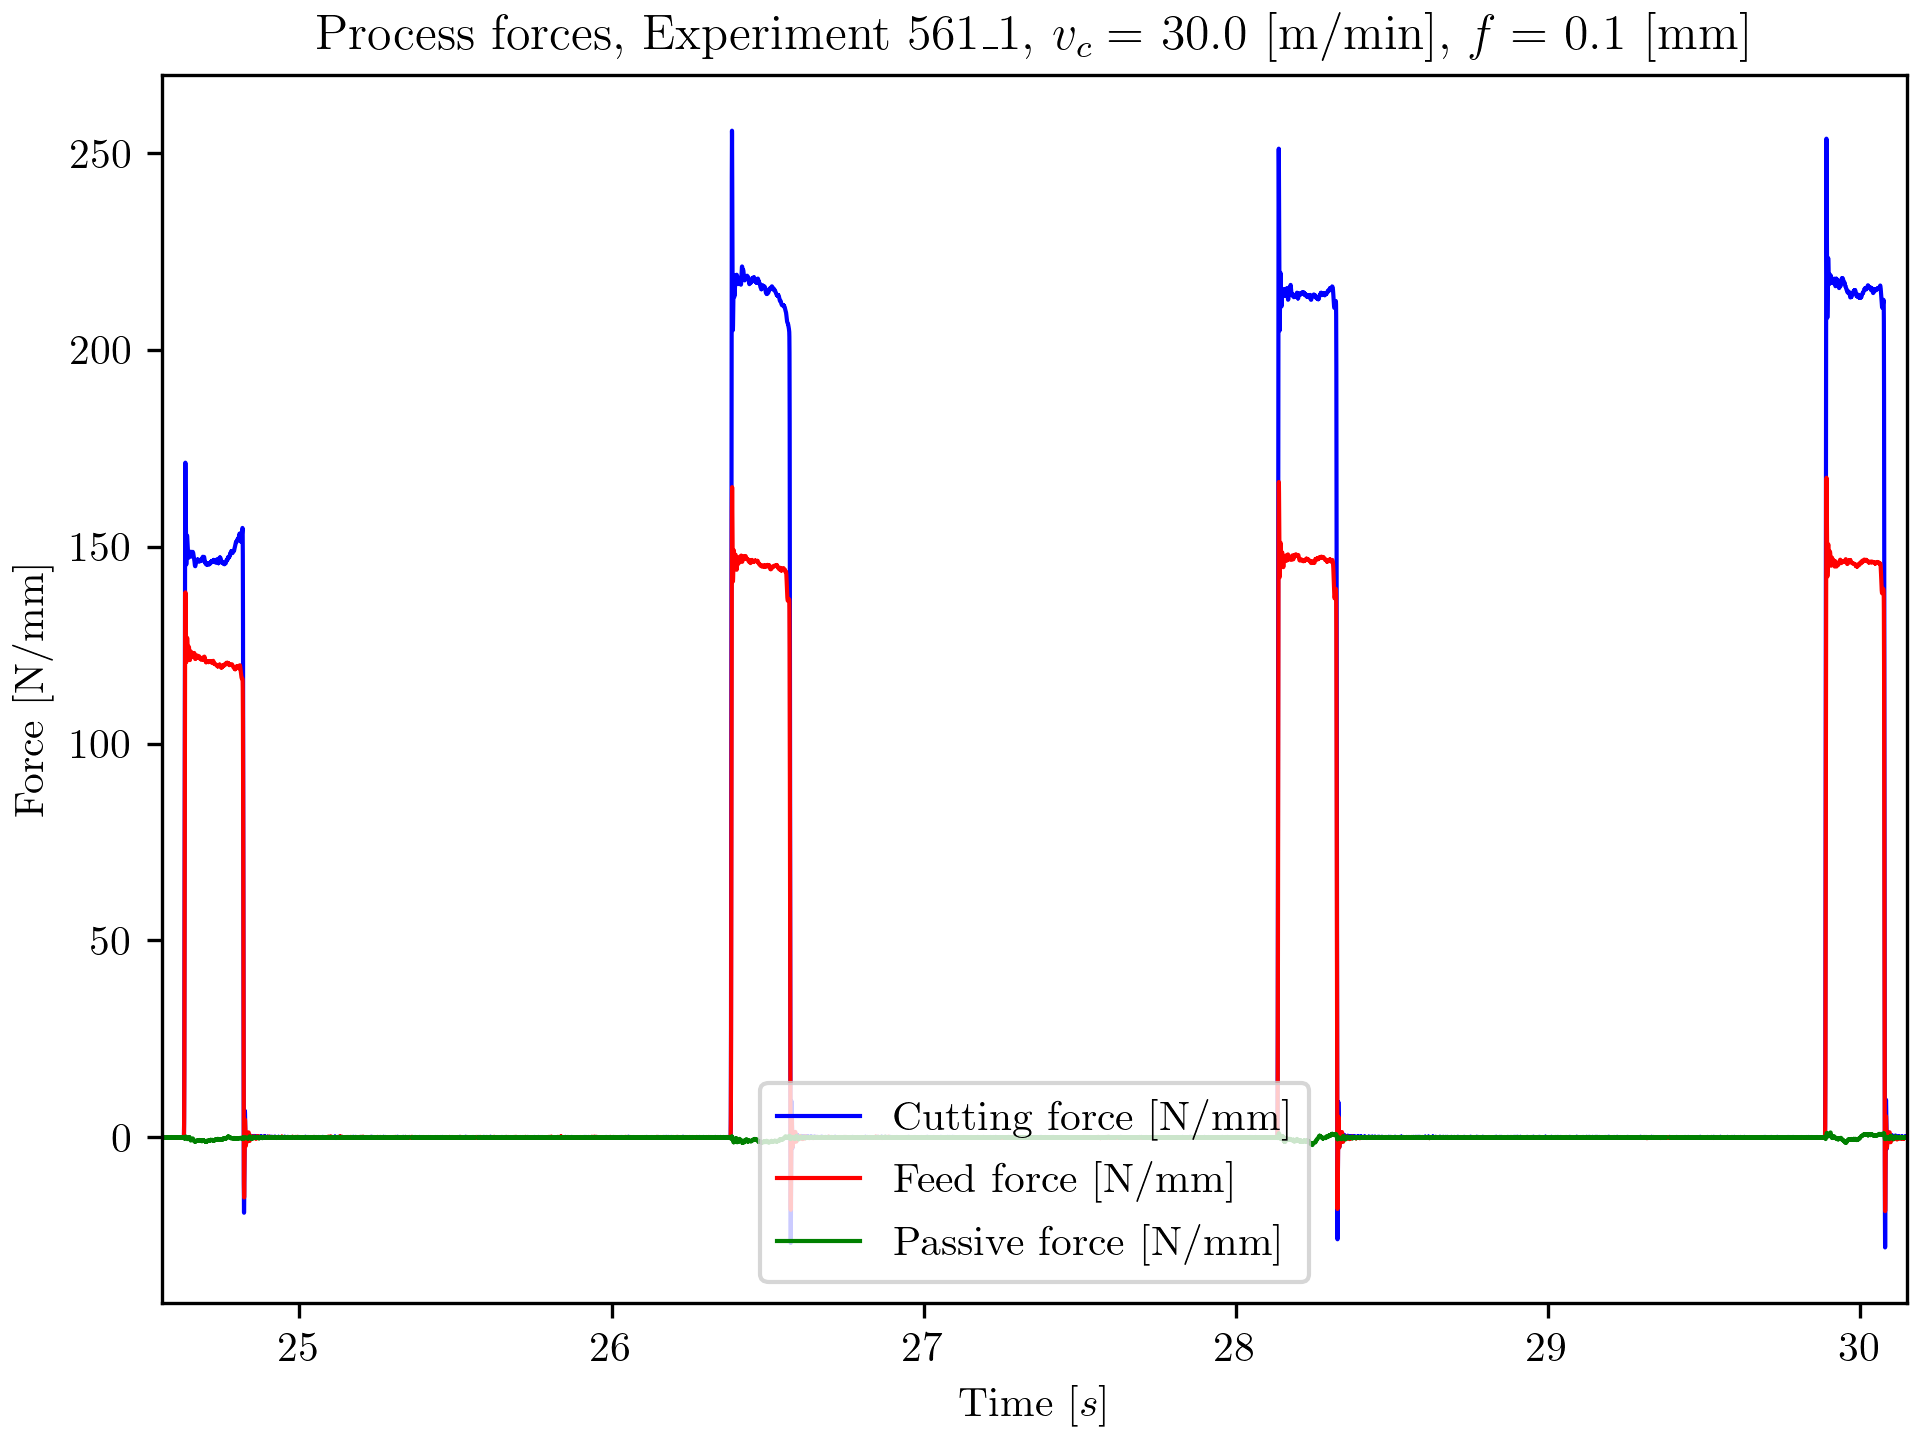 Process forces, Experiment 561_1, v_c = 30.0 [m/min], f = 0.1 [mm]
Force [N/mm]
250
200
150
100
50
0
Cutting force [N/mm]
Feed force [N/mm]
Passive force [N/mm]
25 26 27 28 29 30
Time [s]